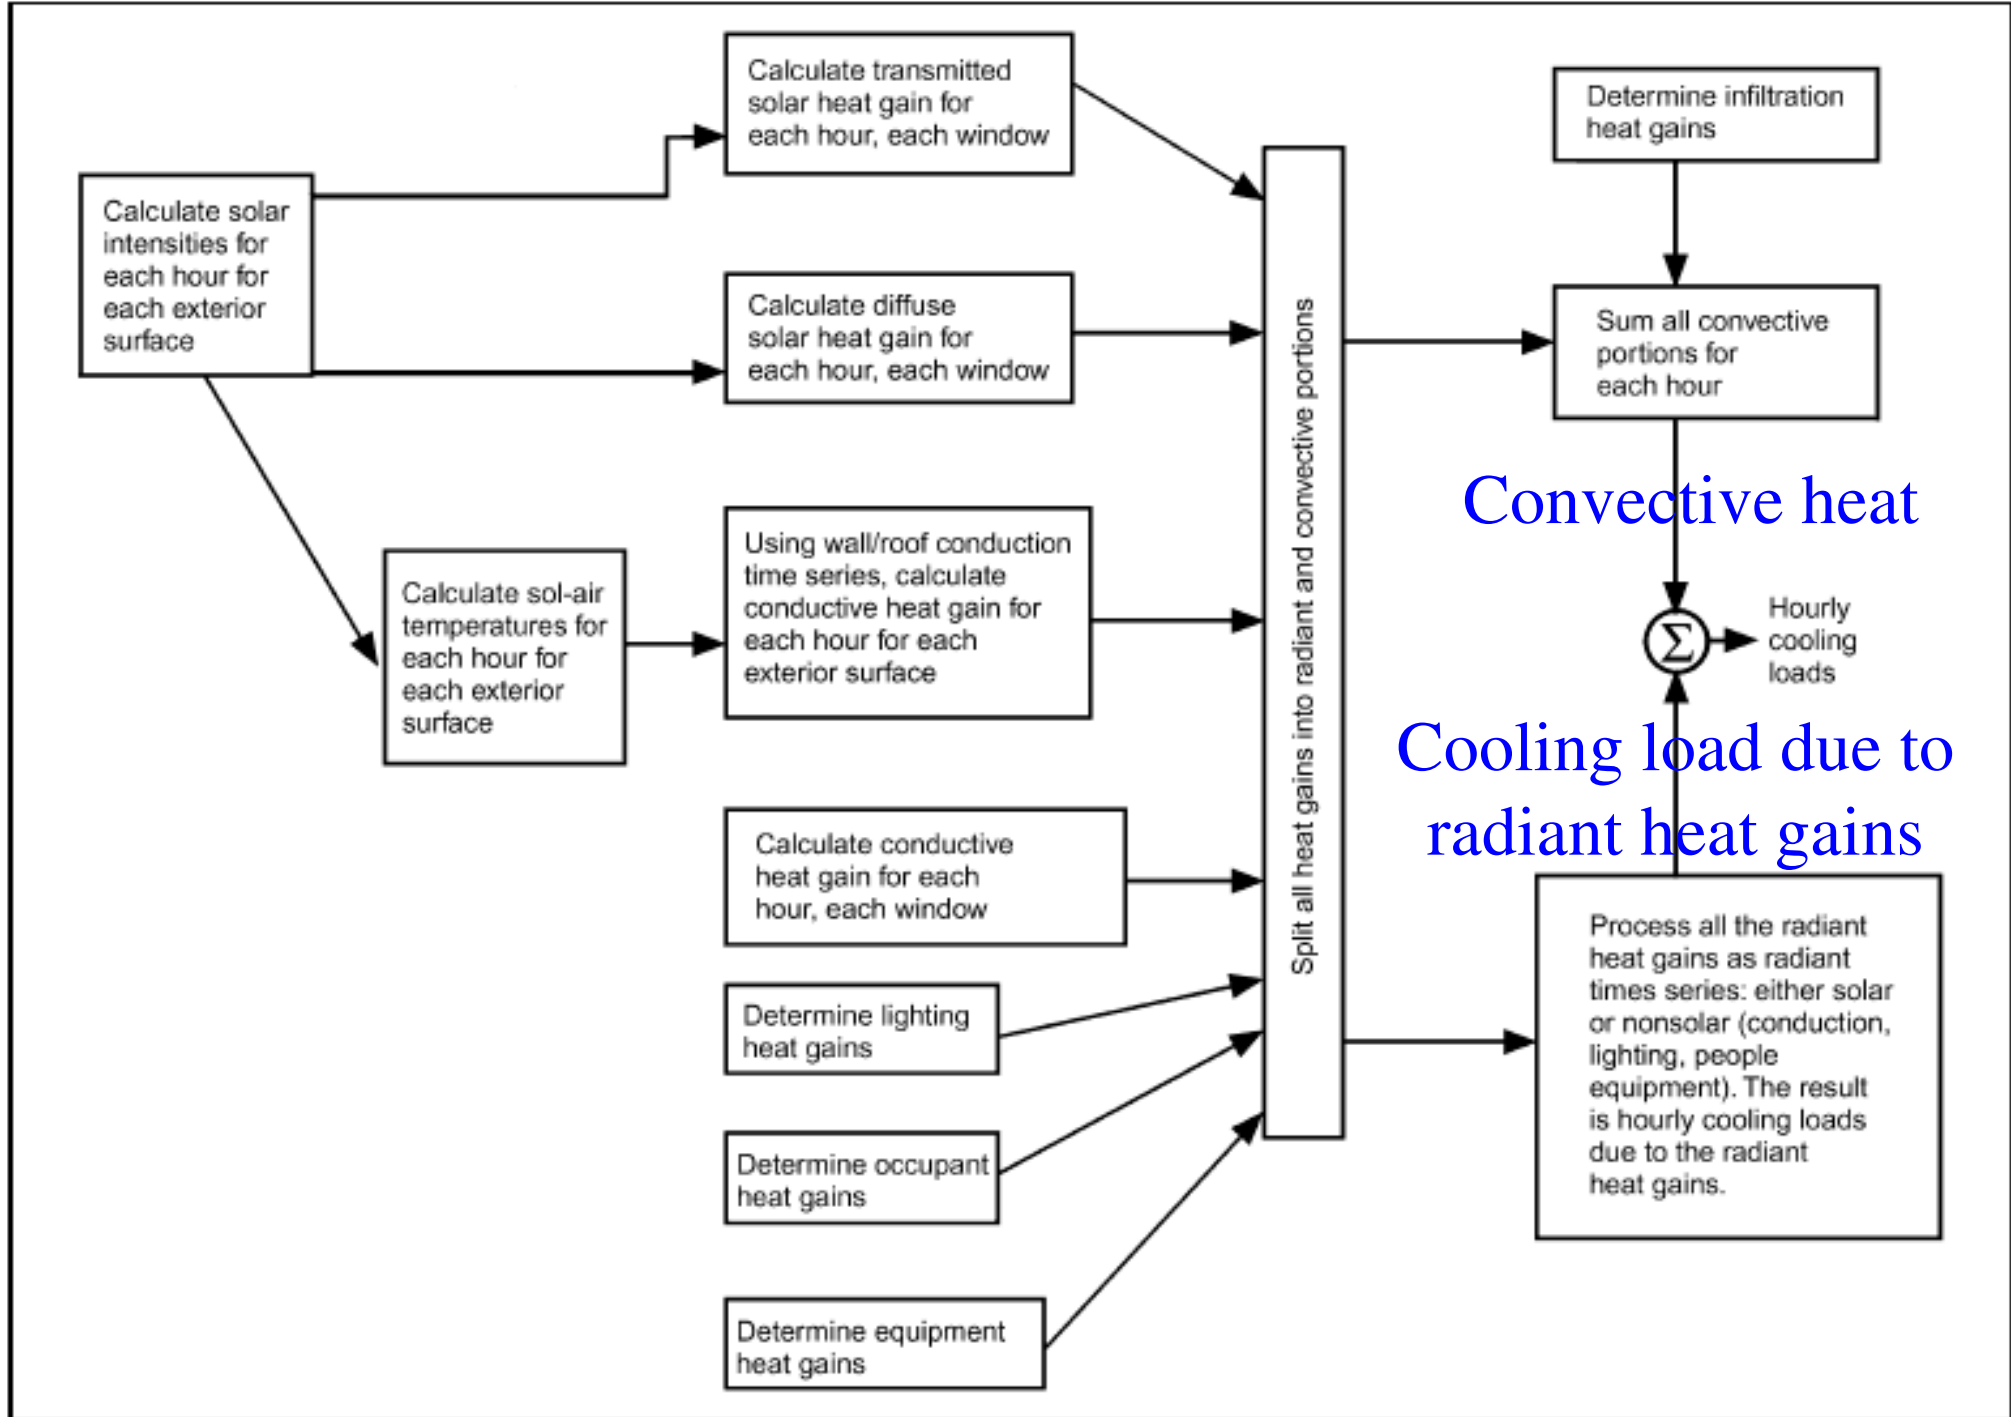 Calculate transmitted
solar heat gain for
each hour, each window
Determine infiltration
heat gains
Calculate solar
intensities for
each hour for
each exterior
surface
Calculate diffuse
solar heat gain for
each hour, each window
Split all heat gains into radiant and convective portions
Sum all convective
portions for
each hour
Convective heat
Using wall/roof conduction
time series, calculate
conductive heat gain for
each hour for each
exterior surface
Calculate sol-air
temperatures for
each hour for
each exterior
surface
Σ
Hourly
cooling
loads
Cooling load due to
radiant heat gains
Calculate conductive
heat gain for each
hour, each window
Process all the radiant
heat gains as radiant
times series: either solar
or nonsolar (conduction,
lighting, people
equipment). The result
is hourly cooling loads
due to the radiant
heat gains.
Determine lighting
heat gains
Determine occupant
heat gains
Determine equipment
heat gains